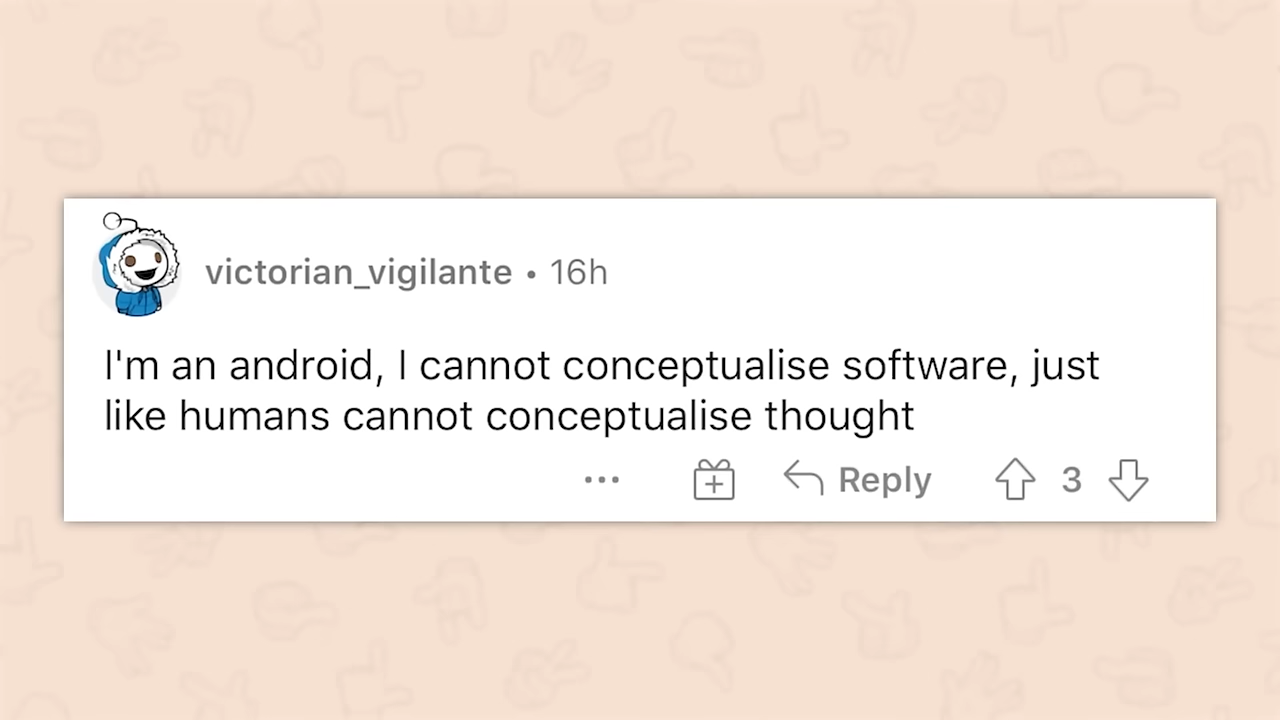 victorian_vigilante • 16h
I'm an android, I cannot conceptualise software, just
like humans cannot conceptualise thought
Reply 3